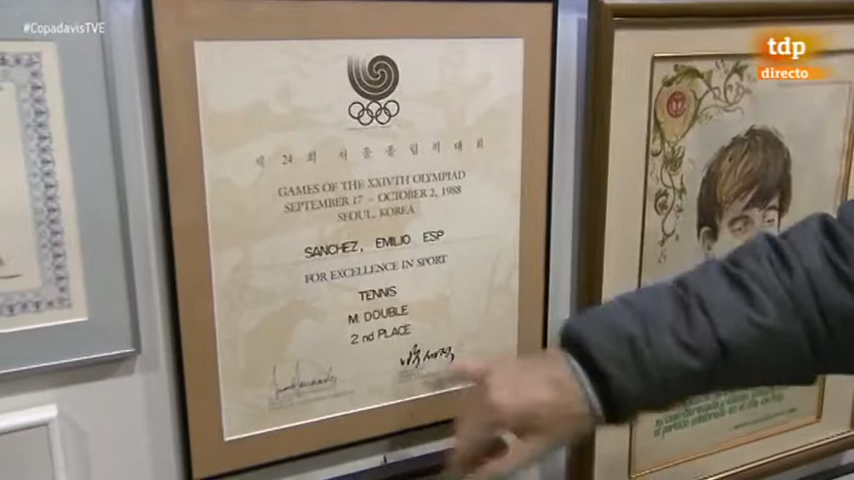 #CopadavisTVE
tdp
directo
제 24 회 서울올림픽대회
GAMES OF THE XXIVTH OLYMPIAD
SEPTEMBER 17 - OCTOBER 2, 1988
SEOUL, KOREA
SANCHEZ, EMILIO ESP
FOR EXCELLENCE IN SPORT
TENNIS
M. DOUBLE
2 nd PLACE